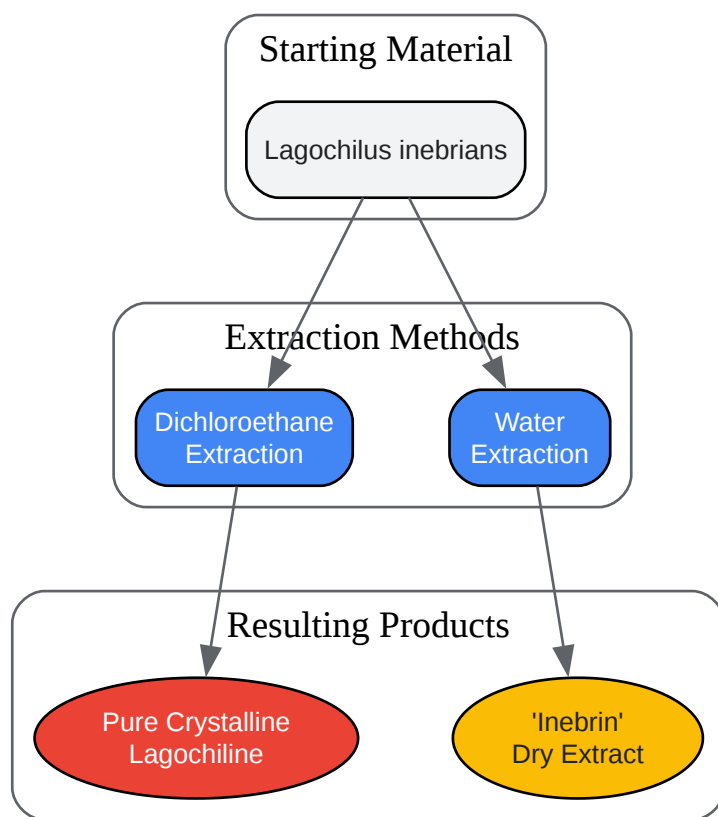 Starting Material
Lagochilus inebrians
Extraction Methods
Dichloroethane
Extraction
Water
Extraction
Resulting Products
Pure Crystalline
Lagochiline
'Inebrin'
Dry Extract